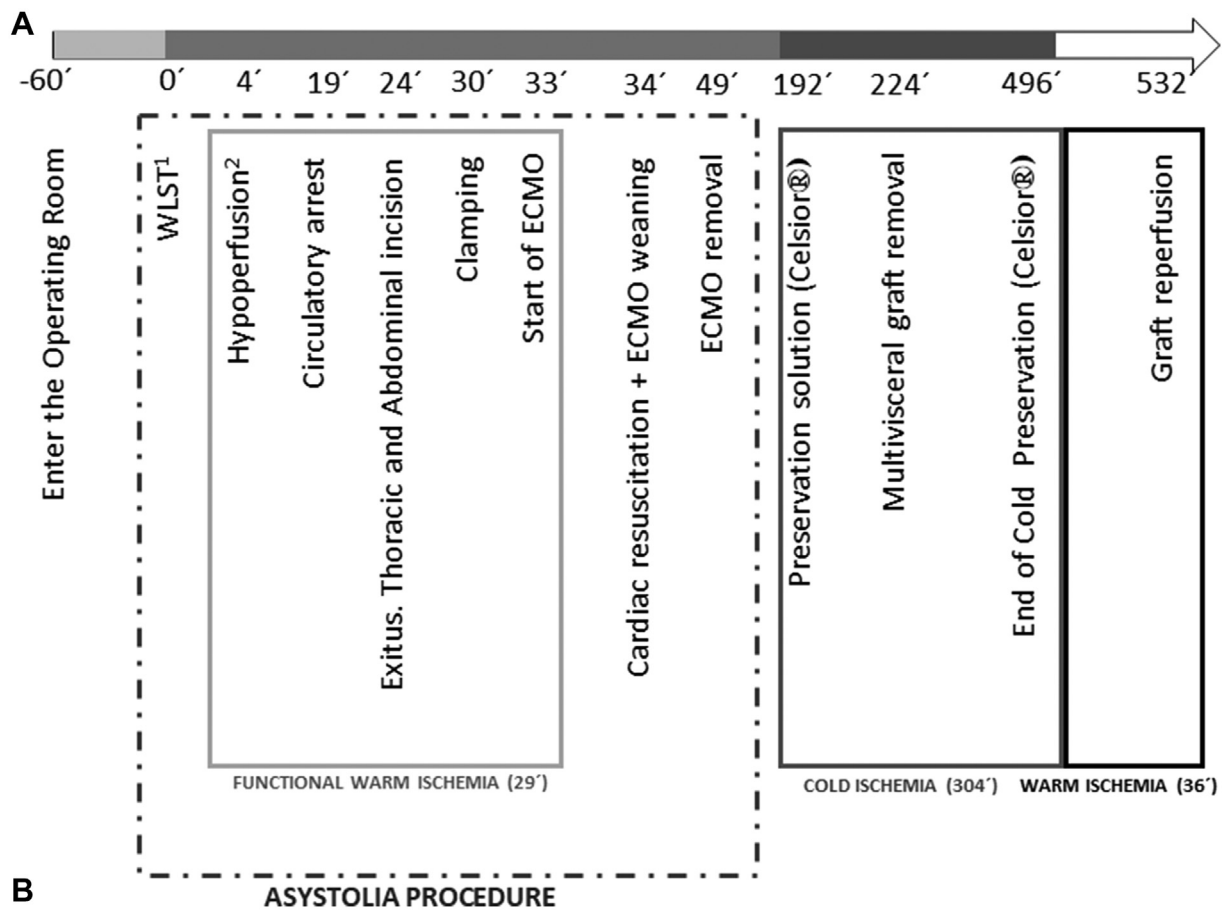 A
-60´ 0´ 4´ 19´ 24´ 30´ 33´ 34´ 49´ 192´ 224´ 496´ 532´
Enter the Operating Room
WLST¹
Hypoperfusion²
Circulatory arrest
Exitus. Thoracic and Abdominal incision
Clamping
Start of ECMO
Cardiac resuscitation + ECMO weaning
ECMO removal
Preservation solution (Celsior®)
Multivisceral graft removal
End of Cold Preservation (Celsior®)
Graft reperfusion
FUNCTIONAL WARM ISCHEMIA (29´)
COLD ISCHEMIA (304´)
WARM ISCHEMIA (36´)
B
ASYSTOLIA PROCEDURE